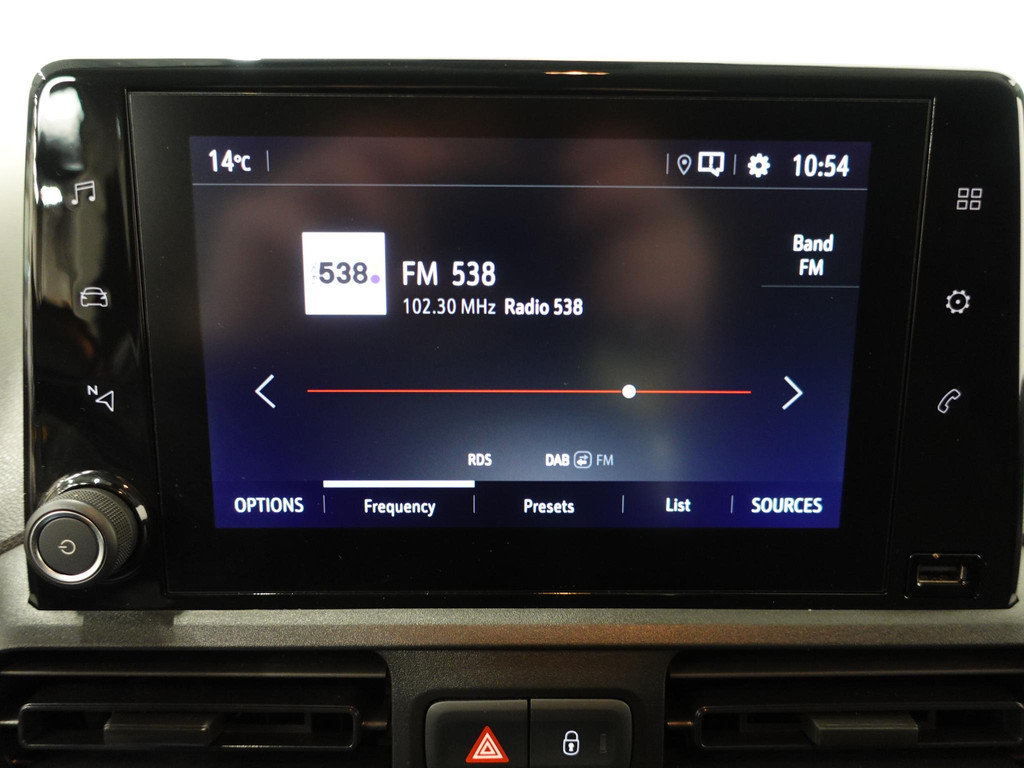 14°C
10:54
Band
FM
538
FM 538
102.30 MHz Radio 538
N
RDS
DAB FM
OPTIONS
Frequency
Presets
List
SOURCES